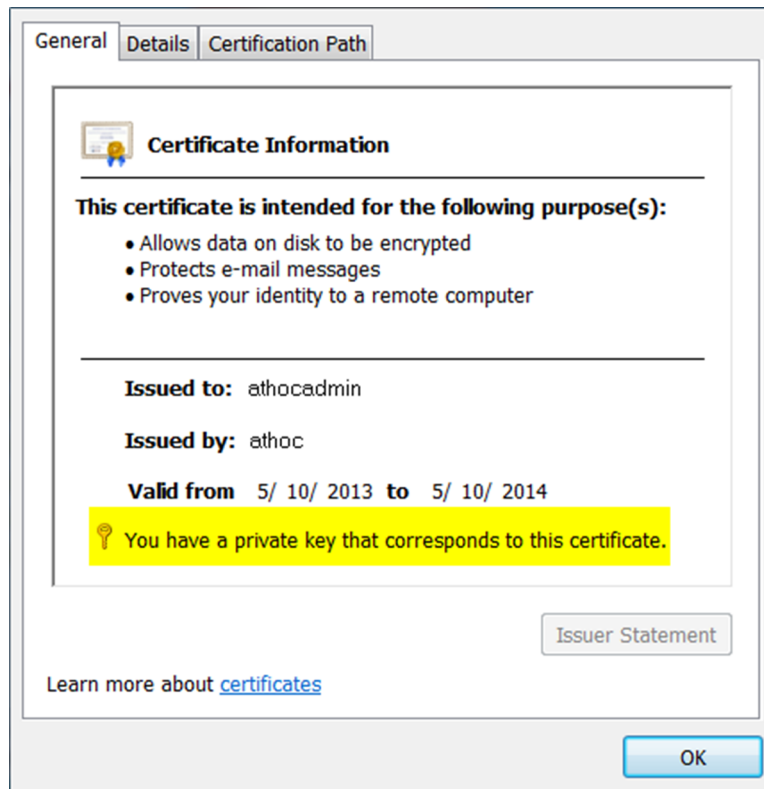 General Details Certification Path
Certificate Information
This certificate is intended for the following purpose(s):
• Allows data on disk to be encrypted
• Protects e-mail messages
• Proves your identity to a remote computer
Issued to: athocadmin
Issued by: athoc
Valid from 5/ 10/ 2013 to 5/ 10/ 2014
You have a private key that corresponds to this certificate.
Issuer Statement
Learn more about certificates
OK